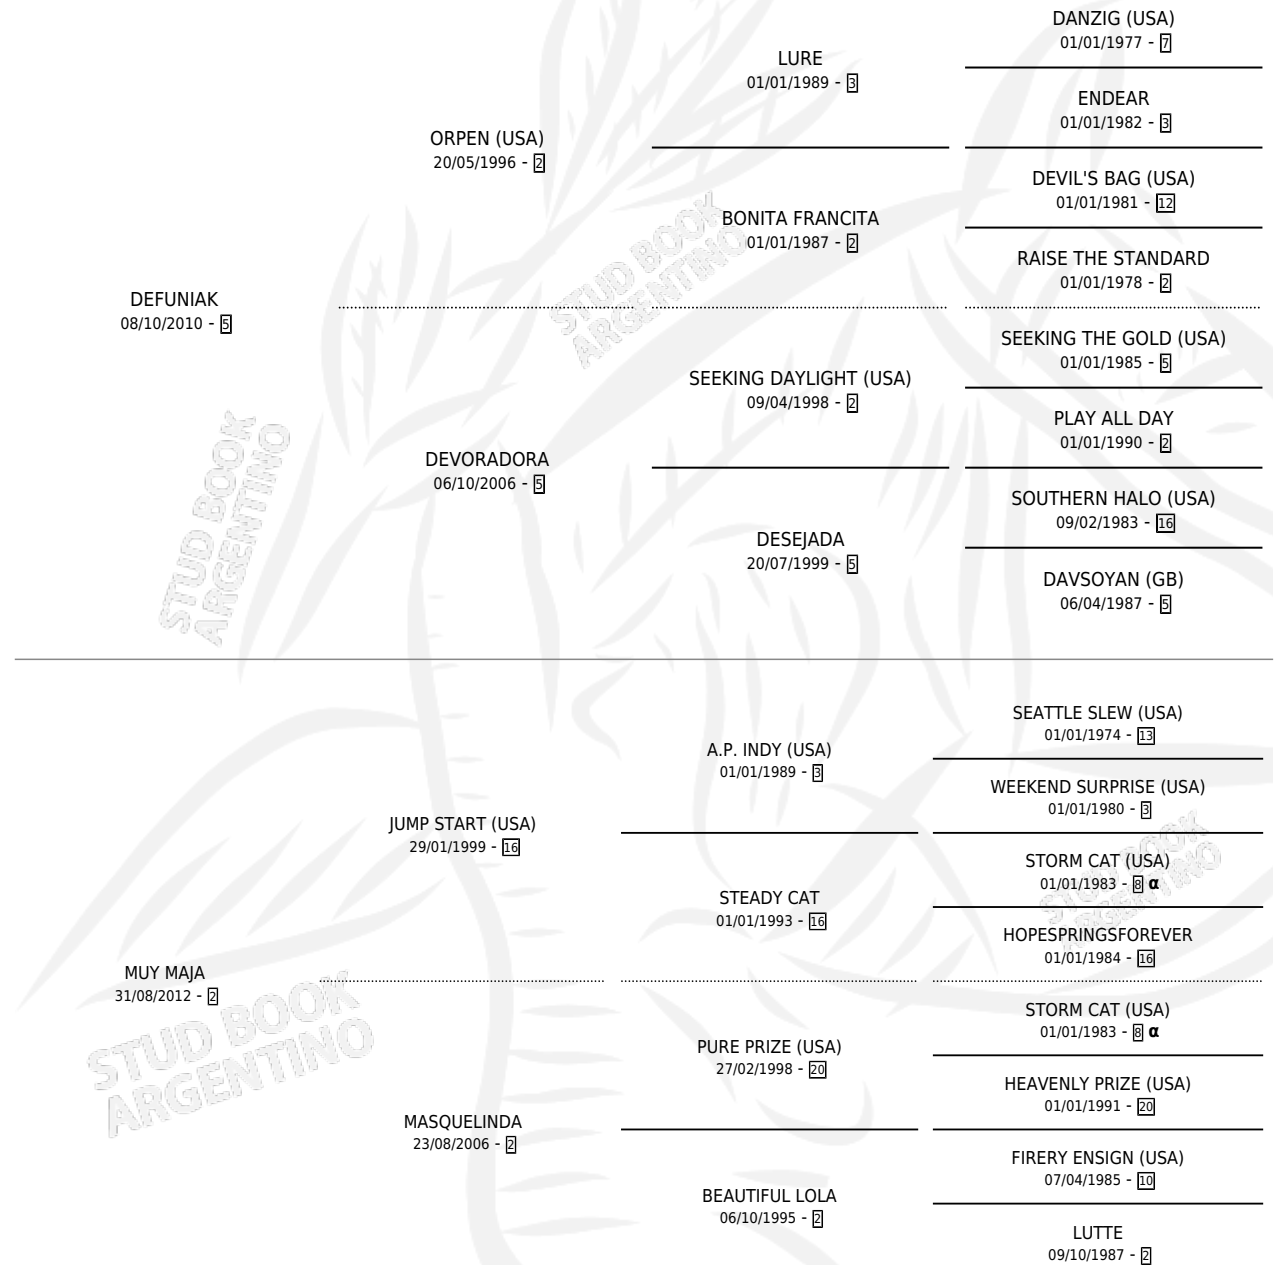 DEFUNIAK
08/10/2010 - 5
ORPEN (USA)
20/05/1996 - 2
LURE
01/01/1989 - 3
DANZIG (USA)
01/01/1977 - 7
ENDEAR
01/01/1982 - 3
BONITA FRANCITA
01/01/1987 - 2
DEVIL'S BAG (USA)
01/01/1981 - 12
RAISE THE STANDARD
01/01/1978 - 2
DEVORADORA
06/10/2006 - 5
SEEKING DAYLIGHT (USA)
09/04/1998 - 2
SEEKING THE GOLD (USA)
01/01/1985 - 5
PLAY ALL DAY
01/01/1990 - 2
DESEJADA
20/07/1999 - 5
SOUTHERN HALO (USA)
09/02/1983 - 16
DAVSOYAN (GB)
06/04/1987 - 5
MUY MAJA
31/08/2012 - 2
JUMP START (USA)
29/01/1999 - 16
A.P. INDY (USA)
01/01/1989 - 3
SEATTLE SLEW (USA)
01/01/1974 - 13
WEEKEND SURPRISE (USA)
01/01/1980 - 3
STEADY CAT
01/01/1993 - 16
STORM CAT (USA)
01/01/1983 - 8 α
HOPESPRINGSFOREVER
01/01/1984 - 16
MASQUELINDA
23/08/2006 - 2
PURE PRIZE (USA)
27/02/1998 - 20
STORM CAT (USA)
01/01/1983 - 8 α
HEAVENLY PRIZE (USA)
01/01/1991 - 20
BEAUTIFUL LOLA
06/10/1995 - 2
FIRERY ENSIGN (USA)
07/04/1985 - 10
LUTTE
09/10/1987 - 2
STUD BOOK
ARGENTINO
STUD BOOK
ARGENTINO
STUD BOOK
ARGENTINO
STUD BOOK
ARGENTINO